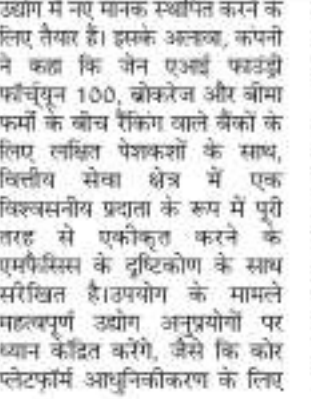 उद्योग में नए मानक स्थापित करने के
लिए तैयार है। इसके अलावा, कंपनी
ने कहा कि जेन एआई फाउंड्री
फॉर्च्यून 100, ब्रोकरेज और बीमा
फर्मों के बीच रैंकिंग वाले बैंकों के
लिए लक्षित पेशकशों के साथ,
वित्तीय सेवा क्षेत्र में एक
विश्वसनीय प्रदाता के रूप में पूरी
तरह से एकीकृत करने के
एमफैसिस के दृष्टिकोण के साथ
सरेखित है।उपयोग के मामले
महत्वपूर्ण उद्योग अनुप्रयोगों पर
ध्यान केंद्रित करेंगे, जैसे कि कोर
प्लेटफ़ॉर्म आधुनिकीकरण के लिए